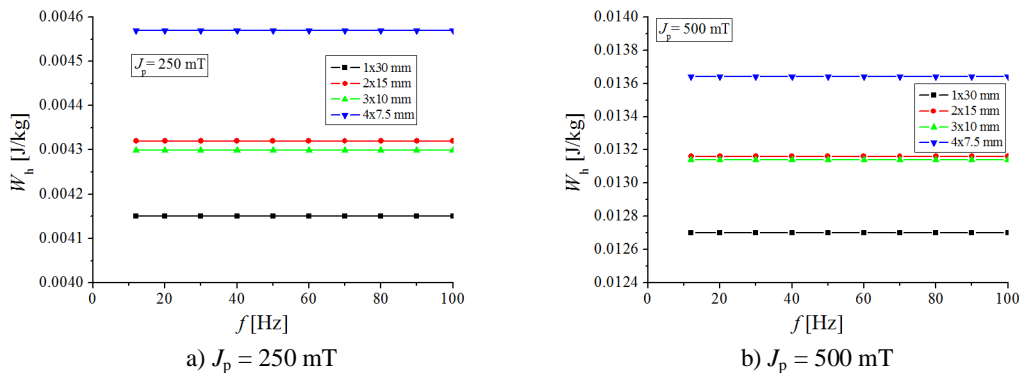 0.0046
0.0045
0.0044
0.0043
0.0042
0.0041
0.0040
W_h [J/kg]
J_p = 250 mT
1x30 mm
2x15 mm
3x10 mm
4x7.5 mm
0 20 40 60 80 100
f [Hz]
a) J_p = 250 mT
0.0140
0.0138
0.0136
0.0134
0.0132
0.0130
0.0128
0.0126
0.0124
W_h [J/kg]
J_p = 500 mT
1x30 mm
2x15 mm
3x10 mm
4x7.5 mm
0 20 40 60 80 100
f [Hz]
b) J_p = 500 mT